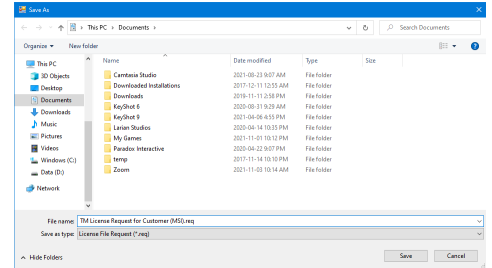 Save As
This PC > Documents >
Search Documents
Organize
New folder
This PC
3D Objects
Desktop
Documents
Downloads
Music
Pictures
Videos
Windows (C:)
Data (D:)
Network
Name Date modified Type Size
Camtasia Studio 2021-08-23 9:07 AM File folder
Downloaded Installations 2017-12-11 12:55 AM File folder
Downloads 2019-11-11 2:58 PM File folder
KeyShot 6 2020-08-31 9:29 AM File folder
KeyShot 9 2021-04-06 4:55 PM File folder
Larian Studios 2020-04-14 10:35 PM File folder
My Games 2021-11-01 10:12 PM File folder
Paradox Interactive 2020-04-22 9:07 PM File folder
temp 2017-11-14 10:10 PM File folder
Zoom 2021-11-03 10:14 AM File folder
File name: TM License Request for Customer (MSI).req
Save as type: License File Request (*.req)
Hide Folders
Save
Cancel